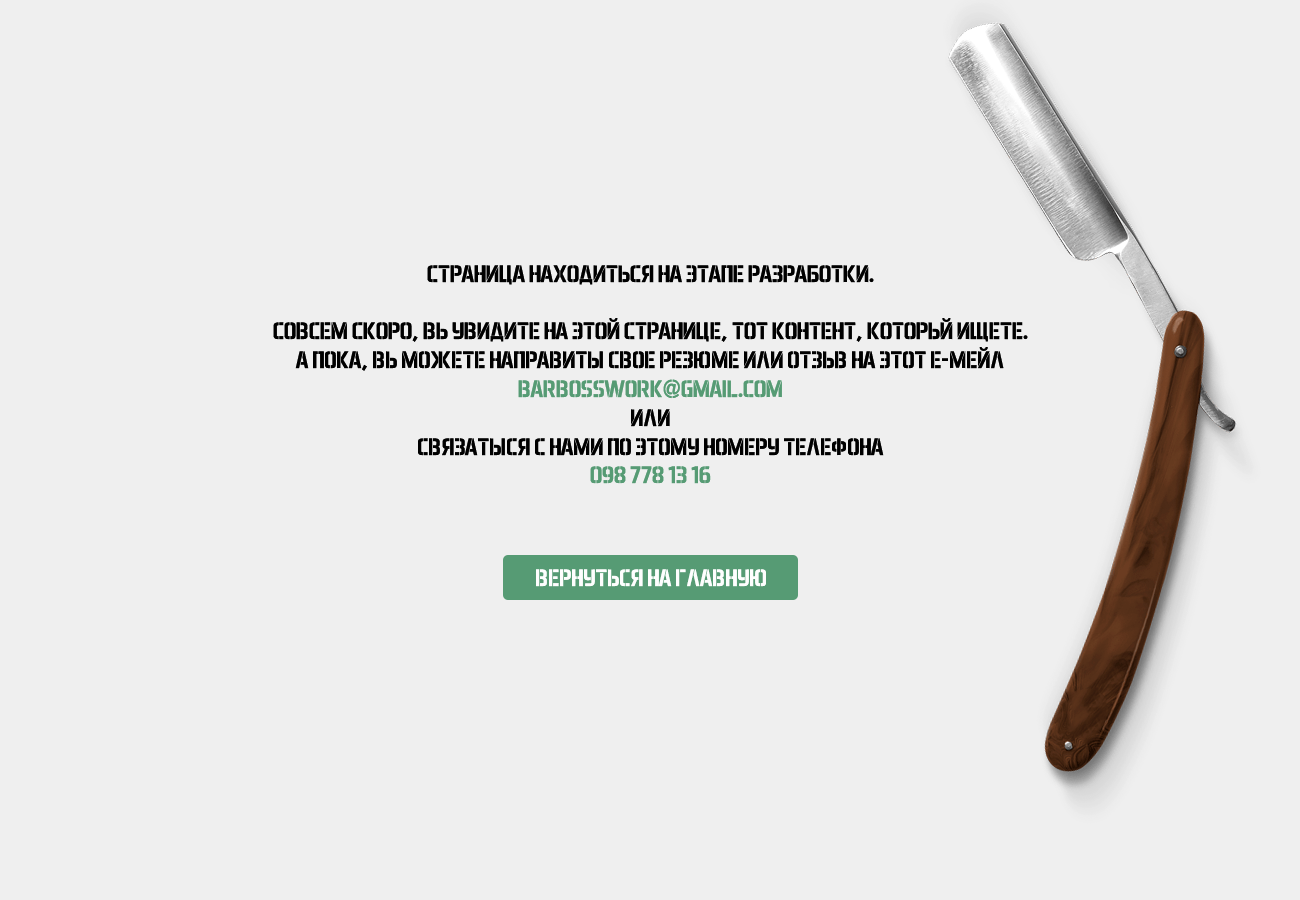 СТРАНИЦА НАХОДИТЬСЯ НА ЭТАПЕ РАЗРАБОТКИ.
СОВСЕМ СКОРО, ВЫ УВИДИТЕ НА ЭТОЙ СТРАНИЦЕ, ТОТ КОНТЕНТ, КОТОРЫЙ ИЩЕТЕ.
А ПОКА, ВЫ МОЖЕТЕ НАПРАВИТЫ СВОЕ РЕЗЮМЕ ИЛИ ОТЗЫВ НА ЭТОТ Е-МЕЙЛ
BARBOSSWORK@GMAIL.COM
ИЛИ
СВЯЗАТЬСЯ С НАМИ ПО ЭТОМУ НОМЕРУ ТЕЛЕФОНА
098 778 13 16
ВЕРНУТЬСЯ НА ГЛАВНУЮ